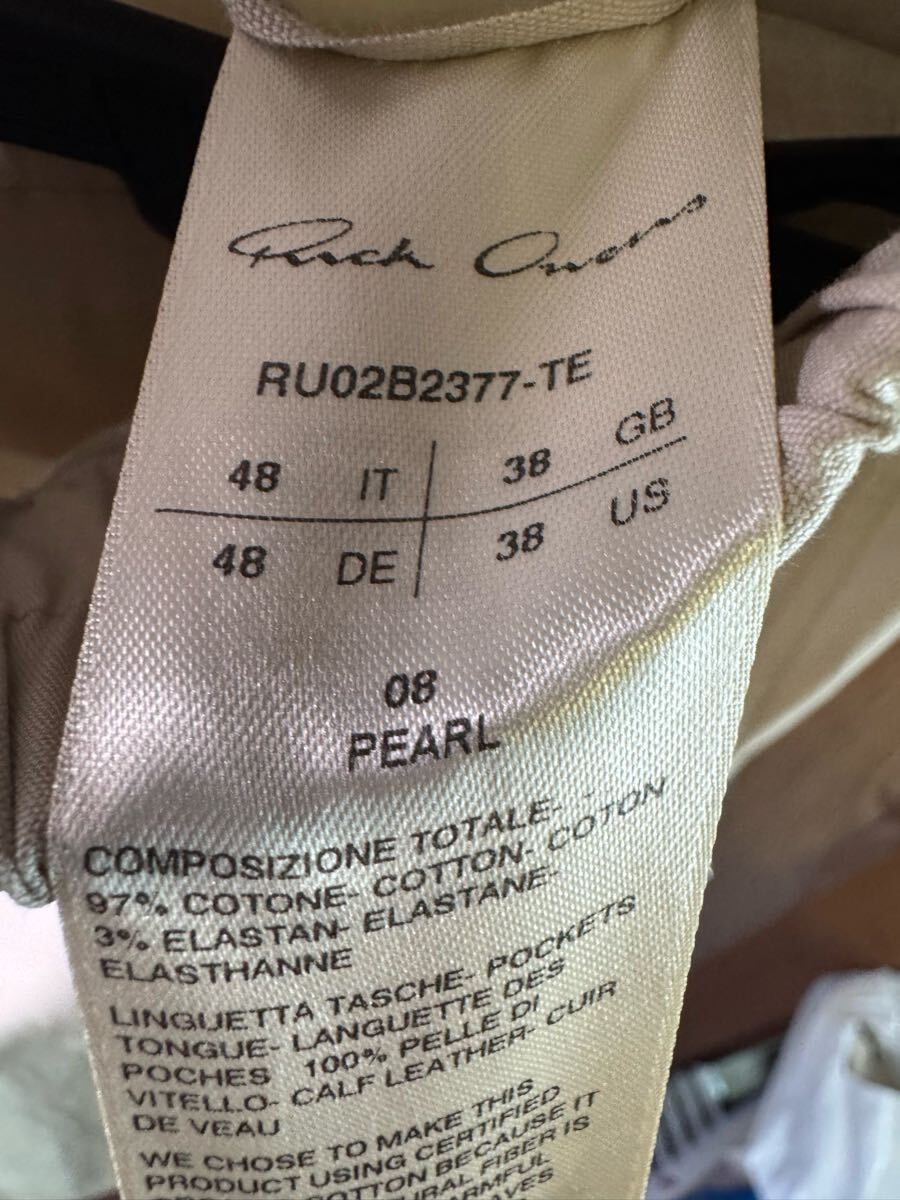 Rick Owens
RU02B2377-TE
48 IT 38 GB
48 DE 38 US
08
PEARL
COMPOSIZIONE TOTALE- -
97% COTONE- COTTON- COTON
3% ELASTAN- ELASTANE-
ELASTHANNE
LINGUETTA TASCHE- POCKETS
TONGUE- LANGUETTE DES
POCHES 100% PELLE DI
VITELLO- CALF LEATHER- CUIR
DE VEAU
WE CHOSE TO MAKE THIS
PRODUCT USING CERTIFIED
COTTON BECAUSE IT
FIBER IS
HARMFUL